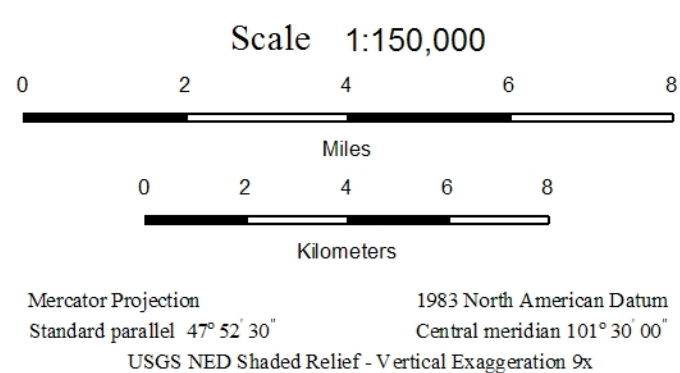 Scale 1:150,000
0 2 4 6 8
Miles
0 2 4 6 8
Kilometers
Mercator Projection 1983 North American Datum
Standard parallel 47° 52' 30" Central meridian 101° 30' 00"
USGS NED Shaded Relief - Vertical Exaggeration 9x